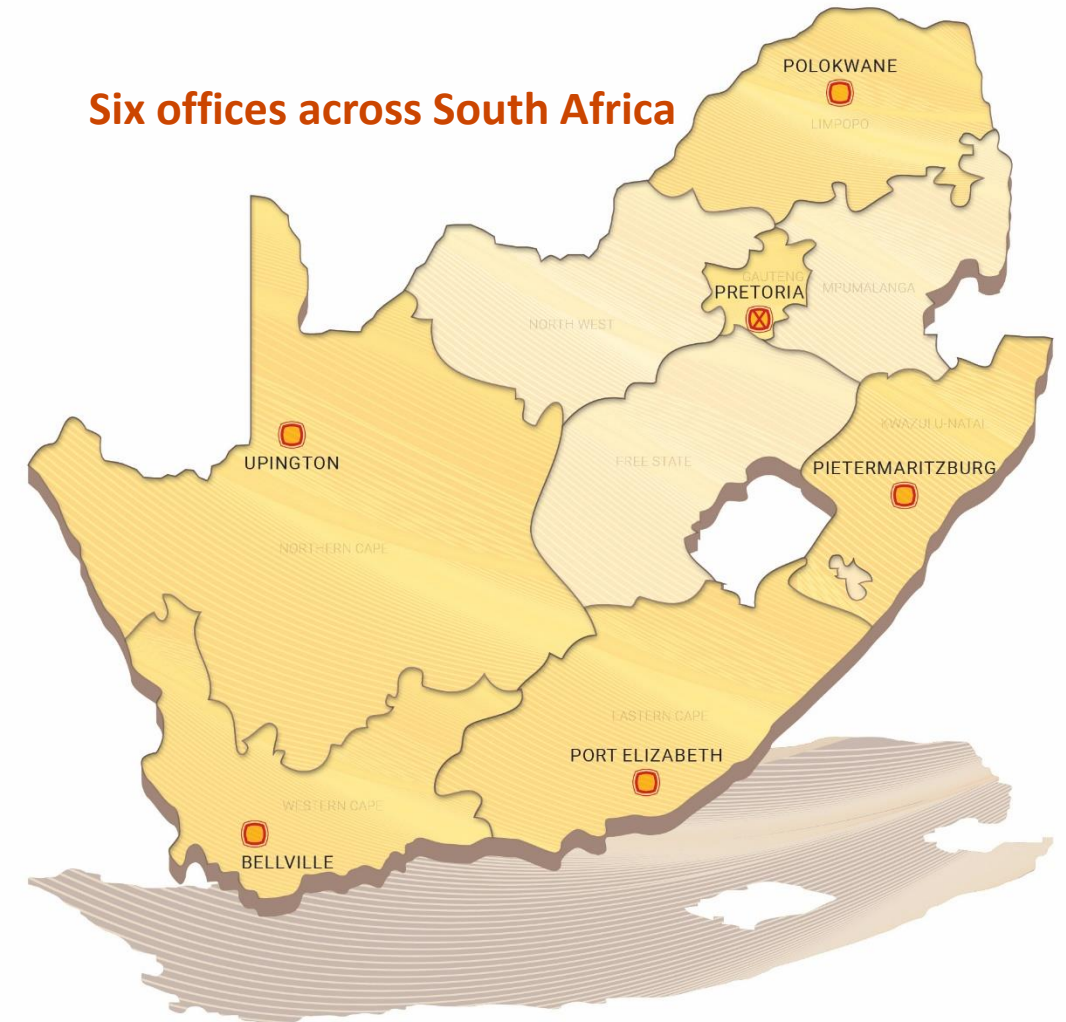 Six offices across South Africa
POLOKWANE
LIMPOPO
GAUTENG
PRETORIA
MPUMALANGA
NORTH WEST
KWAZULU-NATAL
UPINGTON
FREE STATE
PIETERMARITZBURG
NORTHERN CAPE
EASTERN CAPE
PORT ELIZABETH
WESTERN CAPE
BELLVILLE